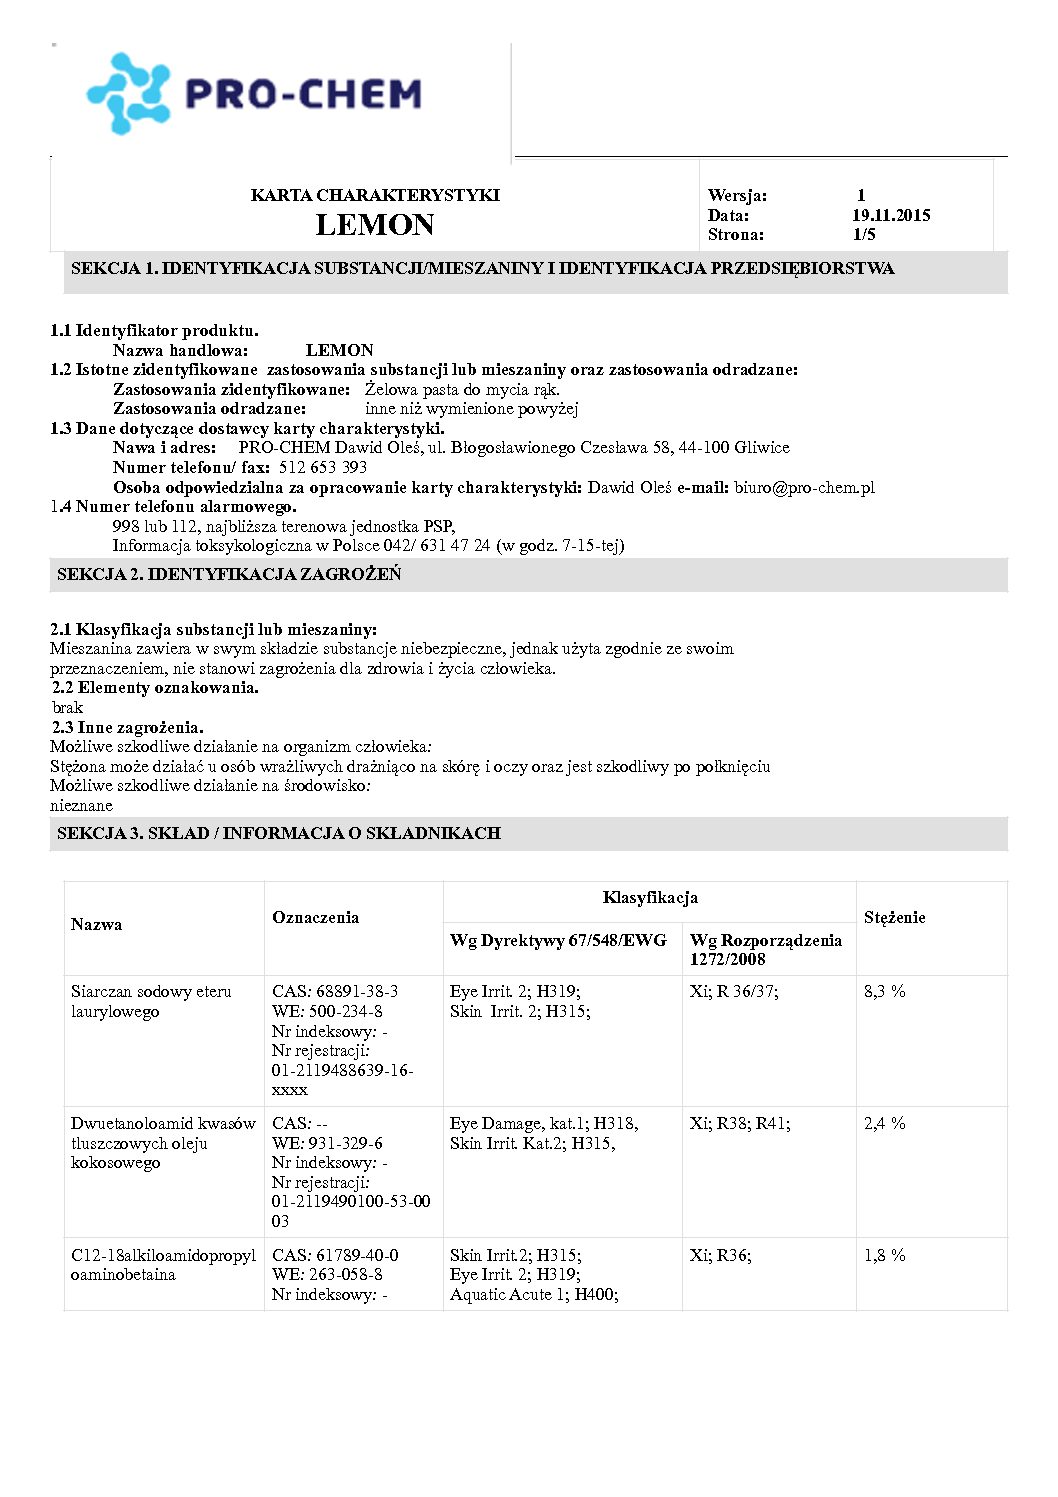 PRO-CHEM
KARTA CHARAKTERYSTYKI
LEMON
Wersja: 1
Data: 19.11.2015
Strona: 1/5
SEKCJA 1. IDENTYFIKACJA SUBSTANCJI/MIESZANINY I IDENTYFIKACJA PRZEDSIĘBIORSTWA
1.1 Identyfikator produktu.
Nazwa handlowa: LEMON
1.2 Istotne zidentyfikowane zastosowania substancji lub mieszaniny oraz zastosowania odradzane:
Zastosowania zidentyfikowane: Żelowa pasta do mycia rąk.
Zastosowania odradzane: inne niż wymienione powyżej
1.3 Dane dotyczące dostawcy karty charakterystyki.
Nawa i adres: PRO-CHEM Dawid Oleś, ul. Błogosławionego Czesława 58, 44-100 Gliwice
Numer telefonu/ fax: 512 653 393
Osoba odpowiedzialna za opracowanie karty charakterystyki: Dawid Oleś e-mail: biuro@pro-chem.pl
1.4 Numer telefonu alarmowego.
998 lub 112, najbliższa terenowa jednostka PSP,
Informacja toksykologiczna w Polsce 042/ 631 47 24 (w godz. 7-15-tej)
SEKCJA 2. IDENTYFIKACJA ZAGROŻEŃ
2.1 Klasyfikacja substancji lub mieszaniny:
Mieszanina zawiera w swym składzie substancje niebezpieczne, jednak użyta zgodnie ze swoim
przeznaczeniem, nie stanowi zagrożenia dla zdrowia i życia człowieka.
2.2 Elementy oznakowania.
brak
2.3 Inne zagrożenia.
Możliwe szkodliwe działanie na organizm człowieka:
Stężona może działać u osób wrażliwych drażniąco na skórę i oczy oraz jest szkodliwy po połknięciu
Możliwe szkodliwe działanie na środowisko:
nieznane
SEKCJA 3. SKŁAD / INFORMACJA O SKŁADNIKACH
Nazwa
Oznaczenia
Klasyfikacja
Stężenie
Wg Dyrektywy 67/548/EWG
Wg Rozporządzenia
1272/2008
Siarczan sodowy eteru
laurylowego
CAS: 68891-38-3
WE: 500-234-8
Nr indeksowy: -
Nr rejestracji:
01-2119488639-16-
xxxx
Eye Irrit. 2; H319;
Skin Irrit. 2; H315;
Xi; R 36/37;
8,3 %
Dwuetanoloamid kwasów
tłuszczowych oleju
kokosowego
CAS: --
WE: 931-329-6
Nr indeksowy: -
Nr rejestracji:
01-2119490100-53-00
03
Eye Damage, kat.1; H318,
Skin Irrit. Kat.2; H315,
Xi; R38; R41;
2,4 %
C12-18alkiloamidopropyl
oaminobetaina
CAS: 61789-40-0
WE: 263-058-8
Nr indeksowy: -
Skin Irrit.2; H315;
Eye Irrit. 2; H319;
Aquatic Acute 1; H400;
Xi; R36;
1,8 %